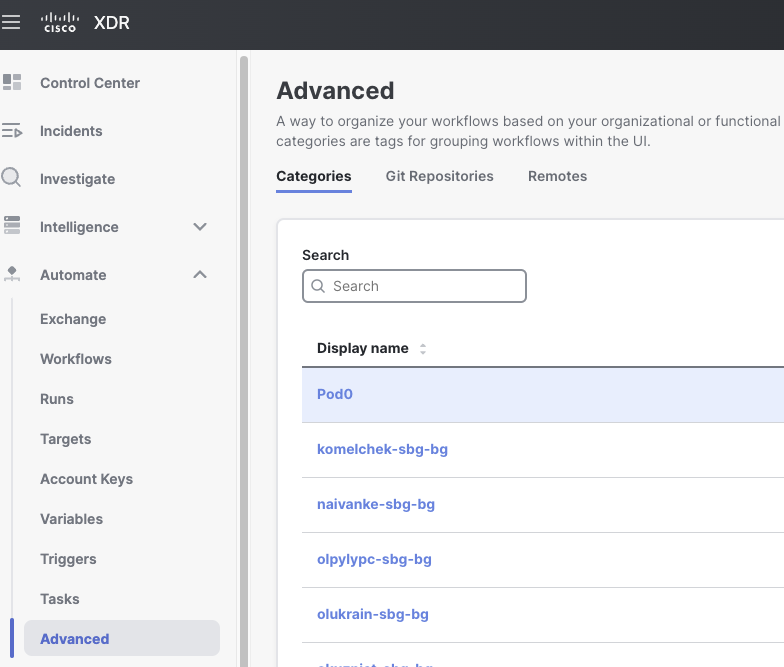 CISCO XDR
Control Center
Incidents
Investigate
Intelligence
Automate
Exchange
Workflows
Runs
Targets
Account Keys
Variables
Triggers
Tasks
Advanced
Advanced
A way to organize your workflows based on your organizational or functional
categories are tags for grouping workflows within the UI.
Categories Git Repositories Remotes
Search
Search
Display name
Pod0
komelchek-sbg-bg
naivanke-sbg-bg
olpylypc-sbg-bg
olukrain-sbg-bg